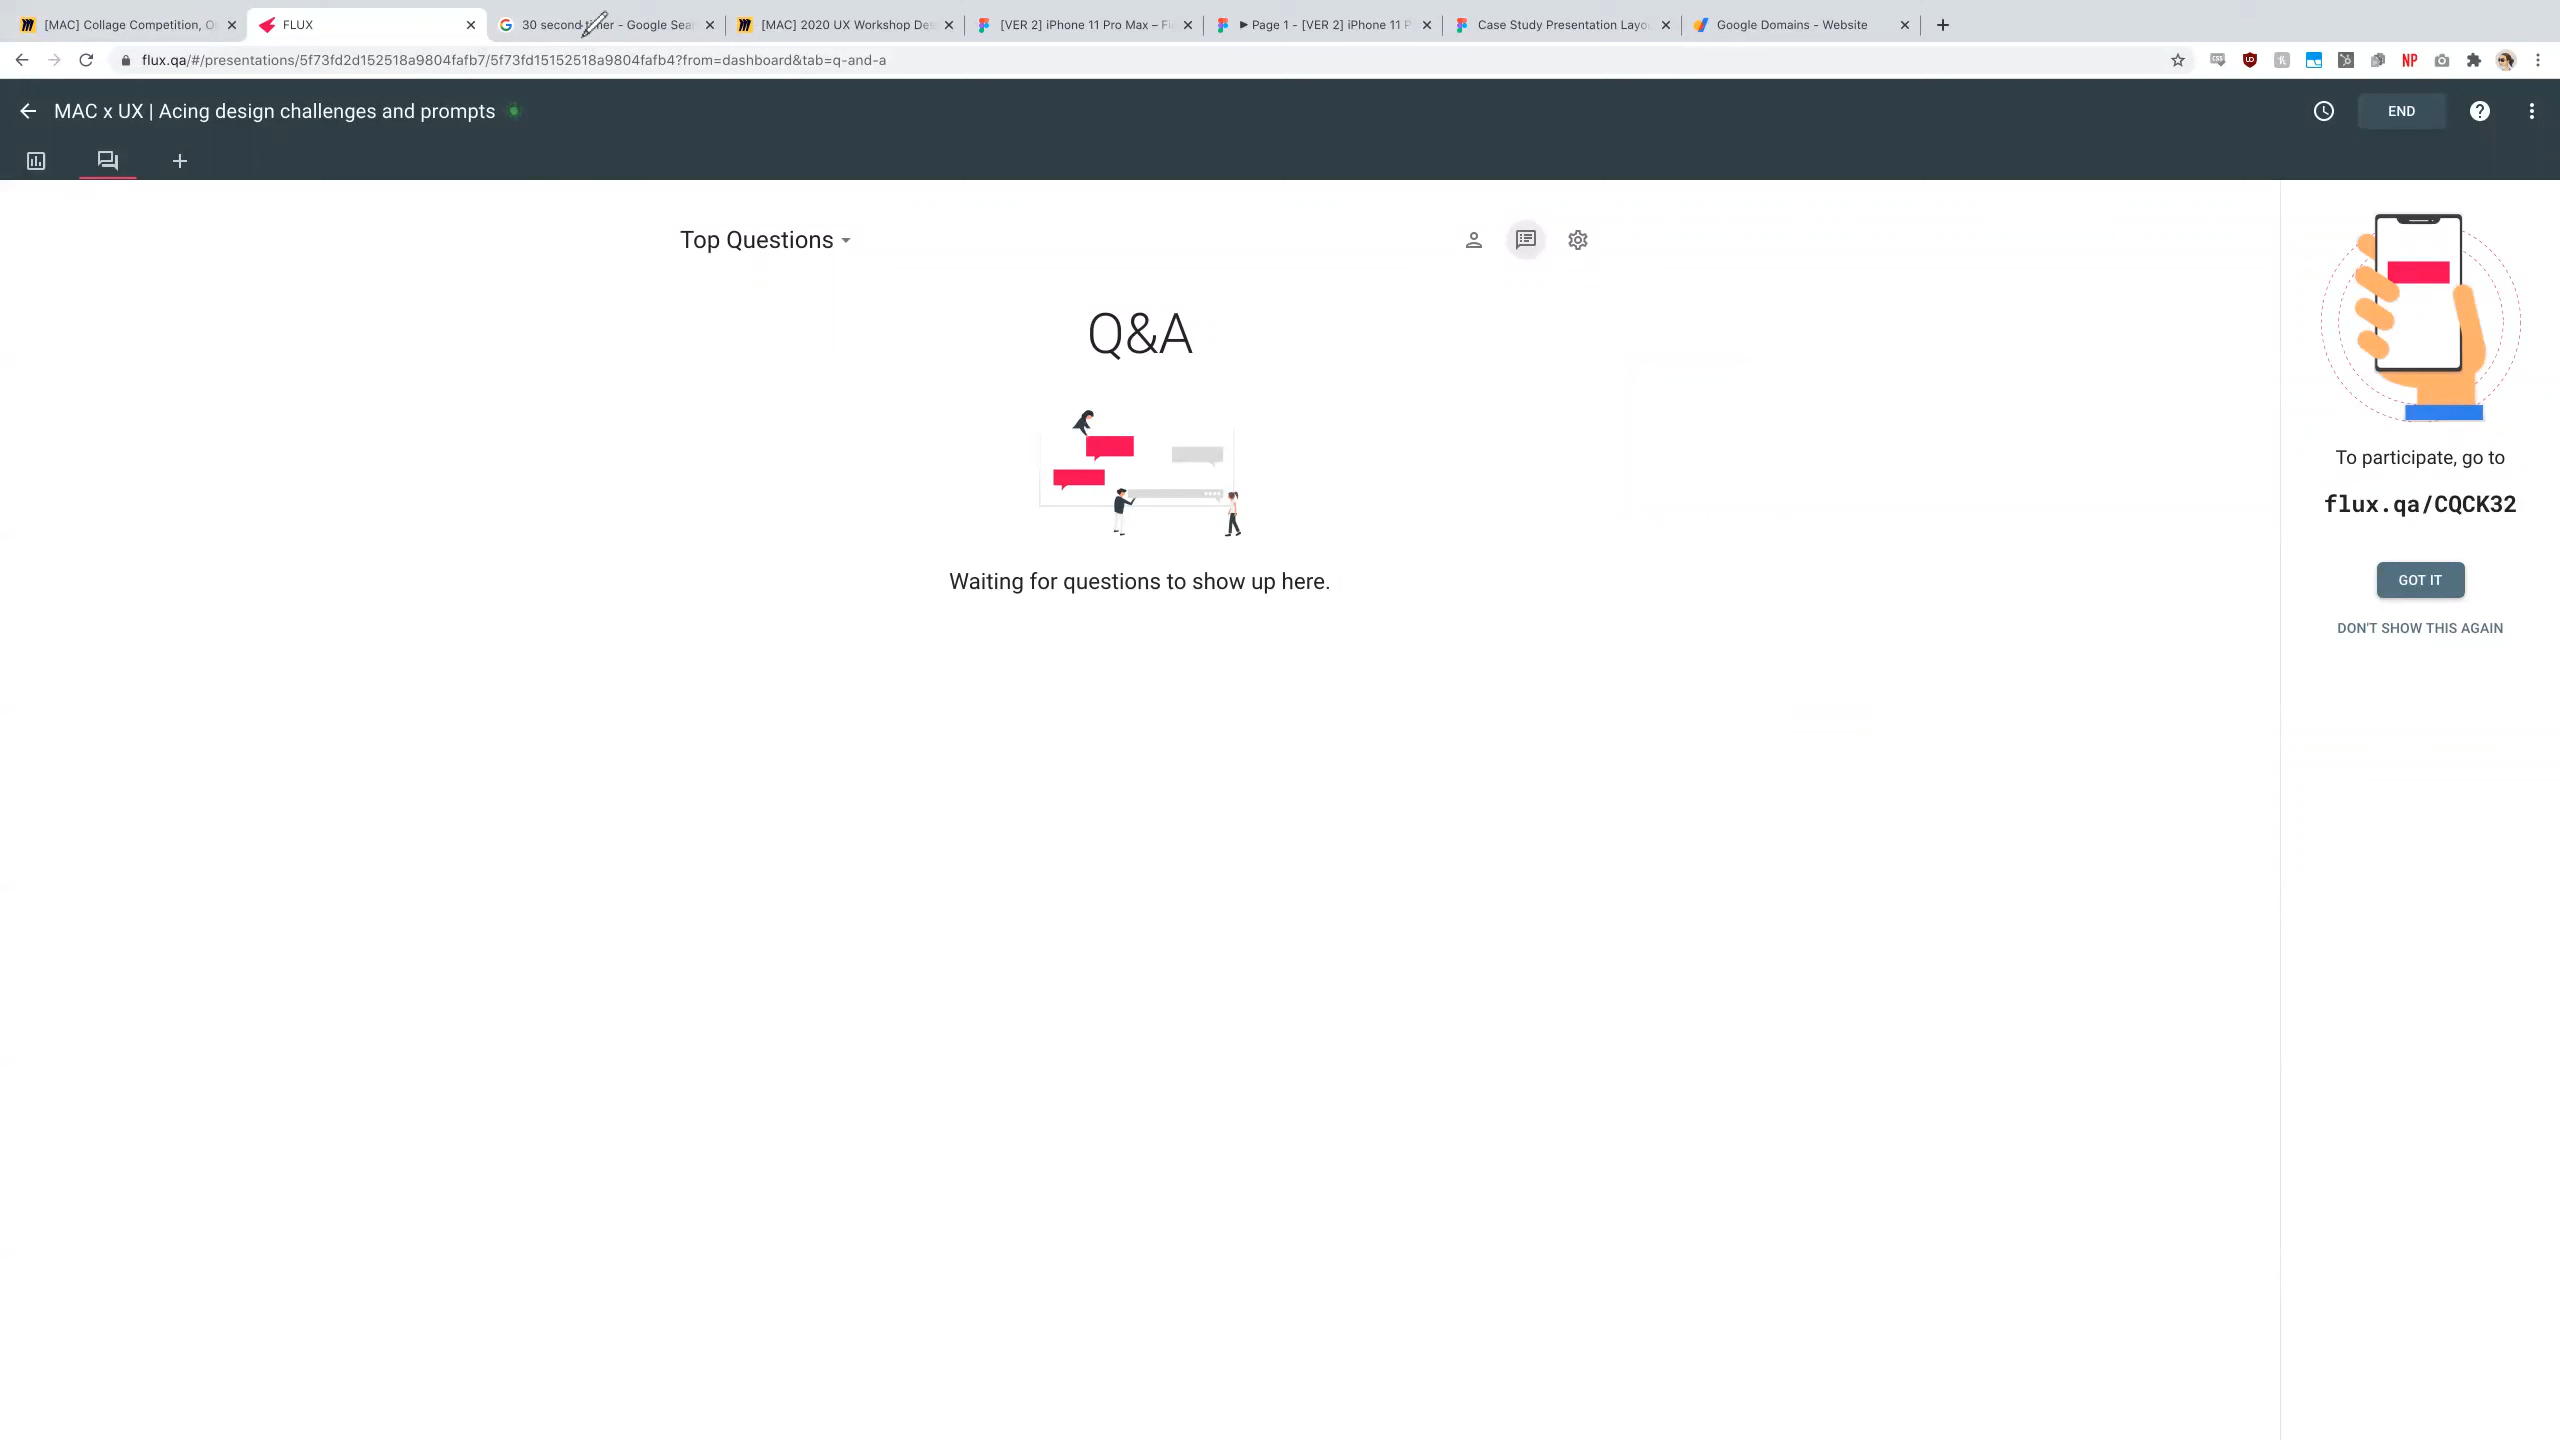 [MAC] Collage Competition, O
FLUX
30 second - Google Sear
[MAC] 2020 UX Workshop Des
[VER 2] iPhone 11 Pro Max – Fi
Page 1 - [VER 2] iPhone 11 P
Case Study Presentation Layo
Google Domains - Website
flux.qa/#/presentations/5f73fd2d152518a9804fafb7/5f73fd15152518a9804fafb4?from=dashboard&tab=q-and-a
NP
MAC x UX | Acing design challenges and prompts
END
Top Questions
Q&A
Waiting for questions to show up here.
To participate, go to
flux.qa/CQCK32
GOT IT
DON'T SHOW THIS AGAIN